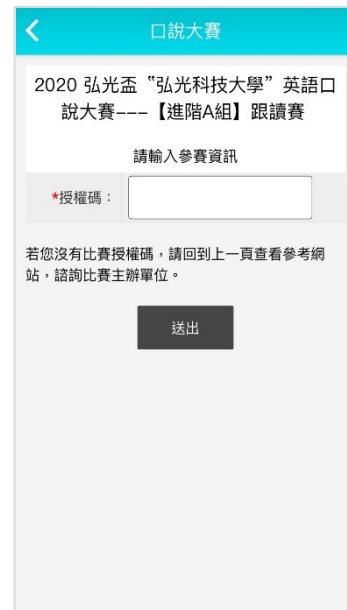 口說大賽
2020 弘光盃“弘光科技大學”英語口
說大賽---【進階A組】跟讀賽
請輸入參賽資訊
*授權碼：
若您沒有比賽授權碼，請回到上一頁查看參考網
站，諮詢比賽主辦單位。
送出